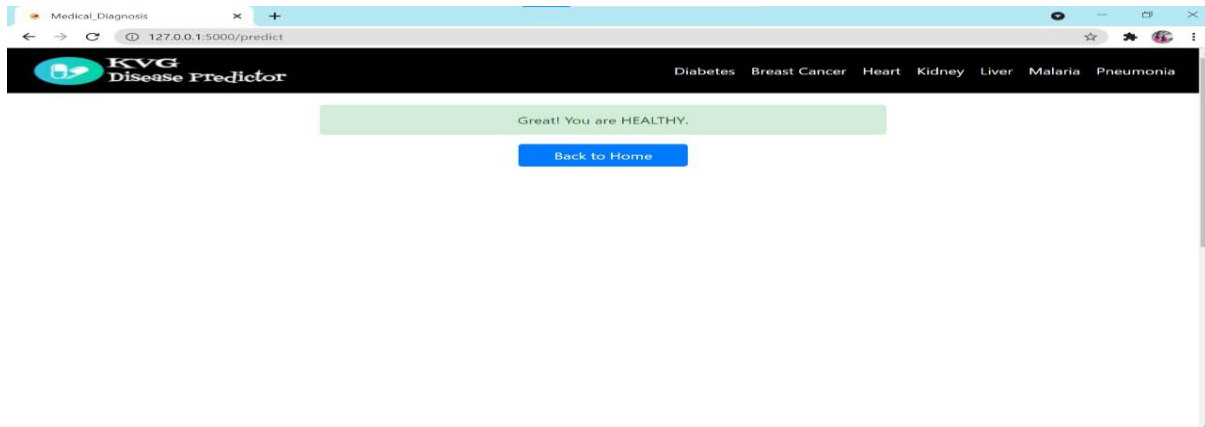 Medical_Diagnosis
127.0.0.1:5000/predict
KVG
Disease Predictor
Diabetes Breast Cancer Heart Kidney Liver Malaria Pneumonia
Great! You are HEALTHY.
Back to Home